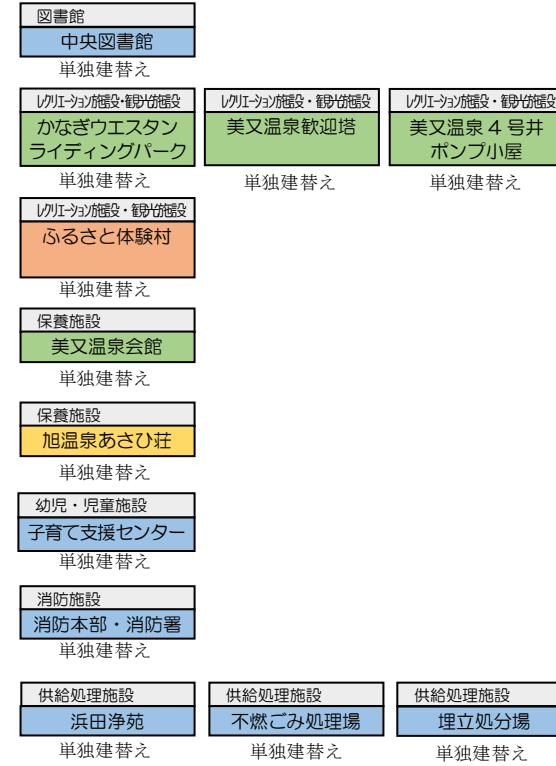 図書館
中央図書館
単独建替え
レクリエーション施設・観光施設
かなぎウエスタン
ライディングパーク
単独建替え
レクリエーション施設・観光施設
美又温泉歓迎塔
単独建替え
レクリエーション施設・観光施設
美又温泉４号井
ポンプ小屋
単独建替え
レクリエーション施設・観光施設
ふるさと体験村
単独建替え
保養施設
美又温泉会館
単独建替え
保養施設
旭温泉あさひ荘
単独建替え
幼児・児童施設
子育て支援センター
単独建替え
消防施設
消防本部・消防署
単独建替え
供給処理施設
浜田浄苑
単独建替え
供給処理施設
不燃ごみ処理場
単独建替え
供給処理施設
埋立処分場
単独建替え